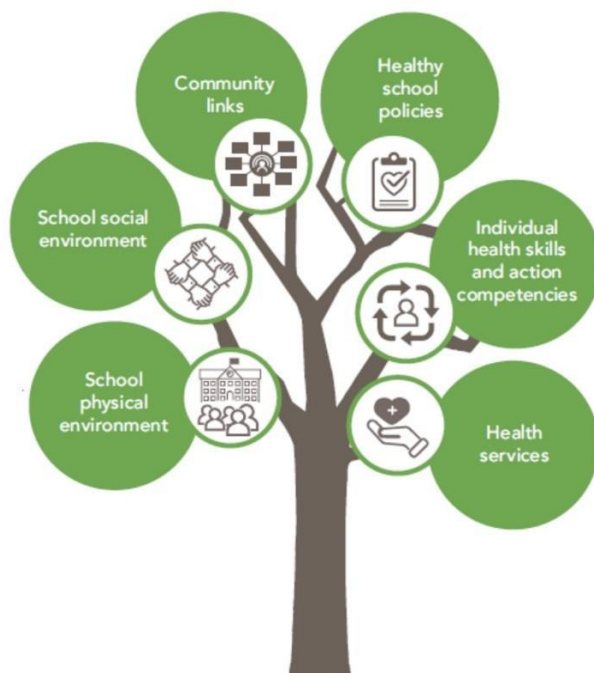 Community
links
Healthy
school
policies
School social
environment
Individual
health skills
and action
competencies
School
physical
environment
Health
services